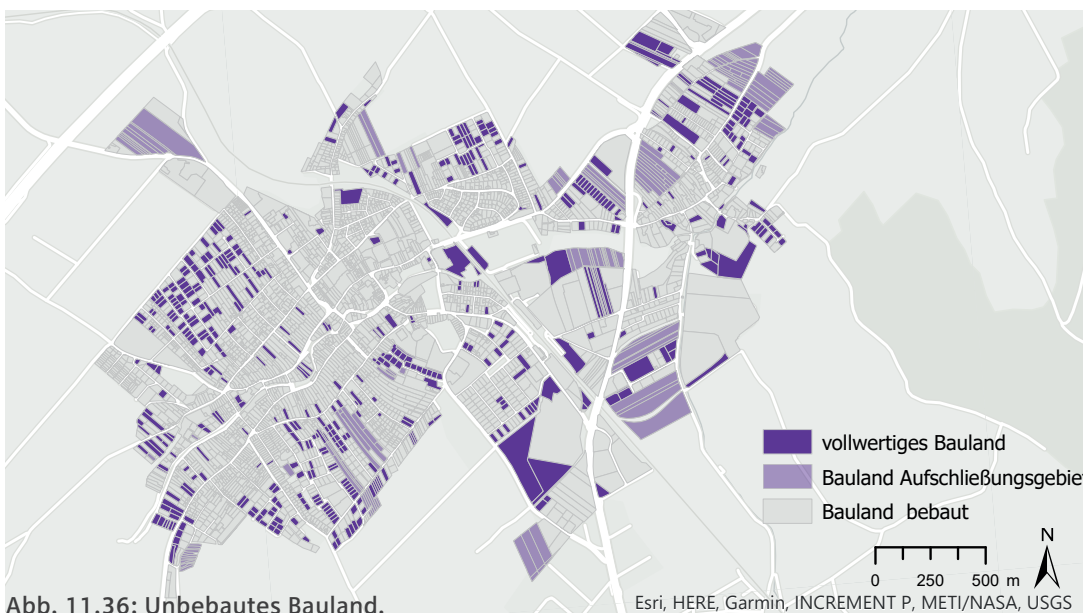 vollwertiges Bauland
Bauland Aufschließungsgebiet
Bauland bebaut
N
0 250 500 m
Abb. 11.36: Unbebautes Bauland.
Esri, HERE, Garmin, INCREMENT P, METI/NASA, USGS